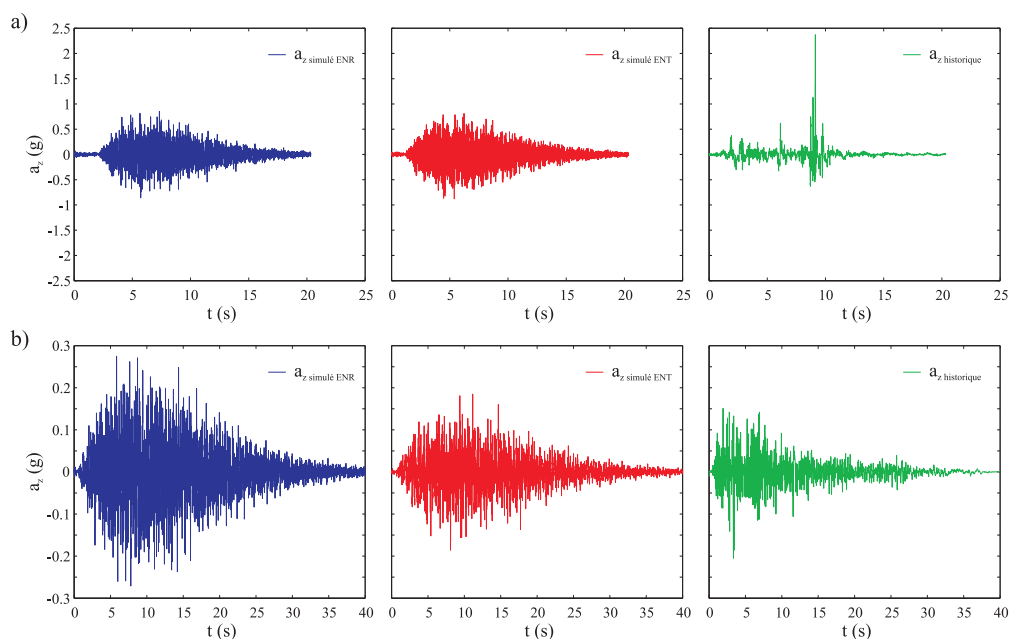 a)
a_z simulé ENR
a_z simulé ENT
a_z historique
2.5
2
1.5
1
0.5
0
-0.5
-1
-1.5
-2
-2.5
a_z (g)
0 5 10 15 20 25
0 5 10 15 20 25
0 5 10 15 20 25
t (s)
t (s)
t (s)
b)
a_z simulé ENR
a_z simulé ENT
a_z historique
0.3
0.2
0.1
0
-0.1
-0.2
-0.3
a_z (g)
0 5 10 15 20 25 30 35 40
0 5 10 15 20 25 30 35 40
0 5 10 15 20 25 30 35 40
t (s)
t (s)
t (s)